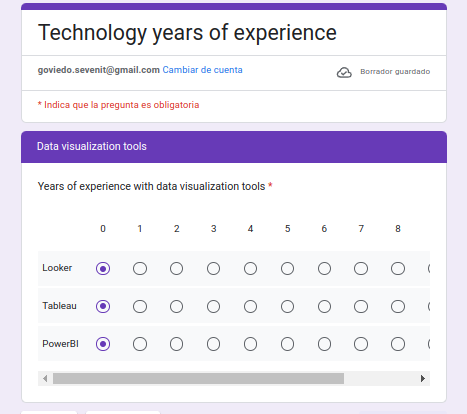 Technology years of experience
goviedo.sevenit@gmail.com Cambiar de cuenta Borrador guardado
* Indica que la pregunta es obligatoria
Data visualization tools
Years of experience with data visualization tools *
0 1 2 3 4 5 6 7 8
Looker
Tableau
PowerBI